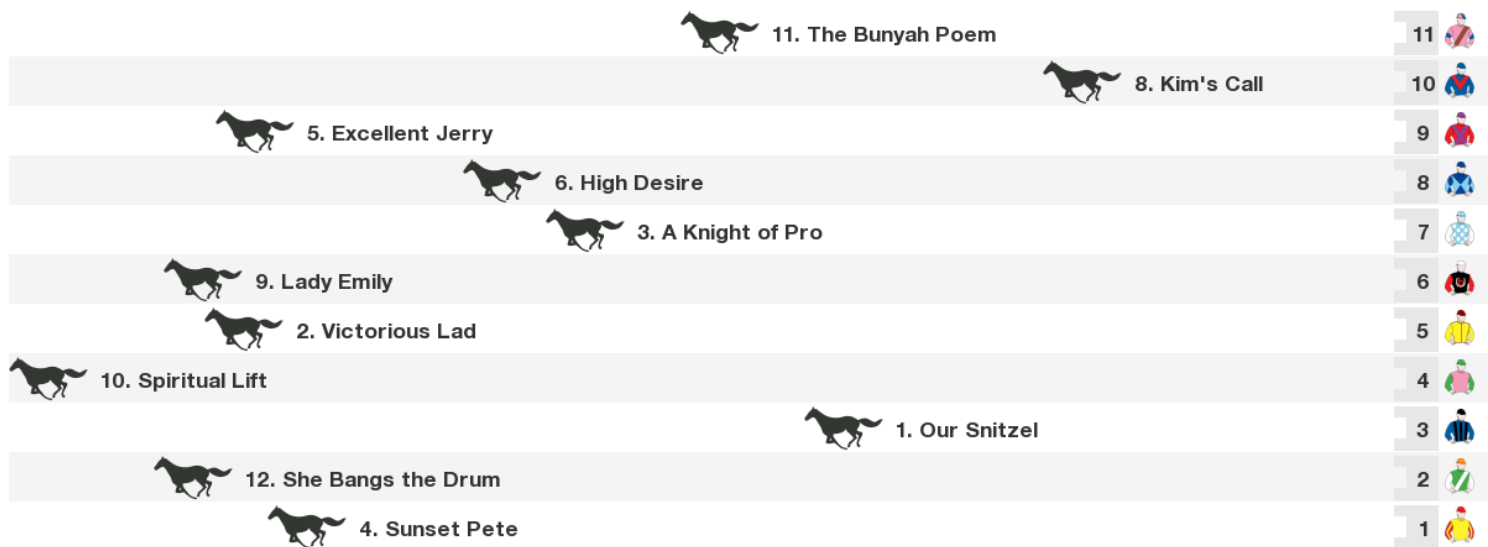 11. The Bunyah Poem 11
8. Kim's Call 10
5. Excellent Jerry 9
6. High Desire 8
3. A Knight of Pro 7
9. Lady Emily 6
2. Victorious Lad 5
10. Spiritual Lift 4
1. Our Snitzel 3
12. She Bangs the Drum 2
4. Sunset Pete 1